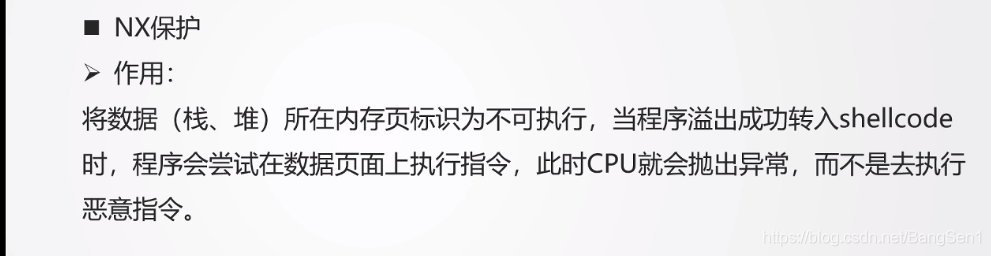 ■ NX保护
➢ 作用：
将数据（栈、堆）所在内存页标识为不可执行，当程序溢出成功转入shellcode
时，程序会尝试在数据页面上执行指令，此时CPU就会抛出异常，而不是去执行
恶意指令。
https://blog.csdn.net/BangSen1